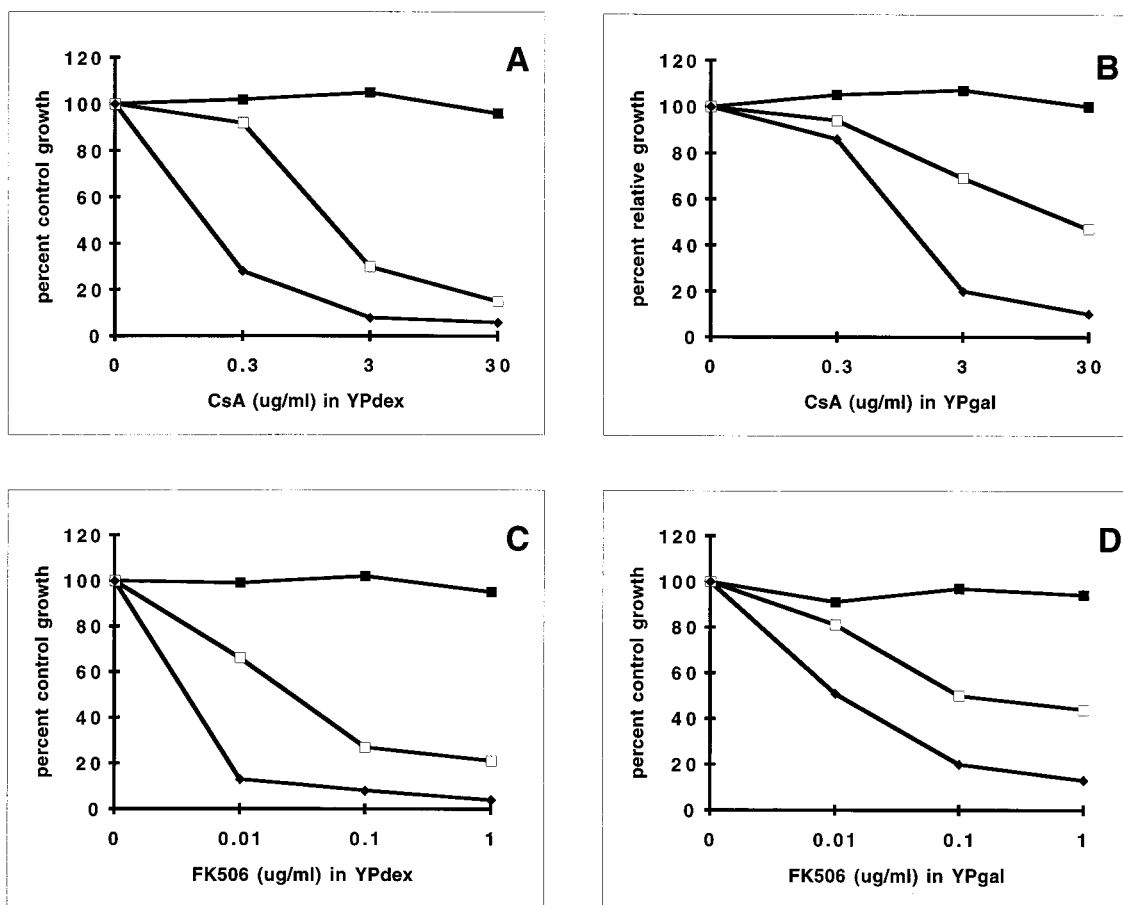 A
percent control growth
120
100
80
60
40
20
0
0 0.3 3 30
CsA (ug/ml) in YPdex
B
percent relative growth
120
100
80
60
40
20
0
0 0.3 3 30
CsA (ug/ml) in YPgal
C
percent control growth
120
100
80
60
40
20
0
0 0.01 0.1 1
FK506 (ug/ml) in YPdex
D
percent control growth
120
100
80
60
40
20
0
0 0.01 0.1 1
FK506 (ug/ml) in YPgal